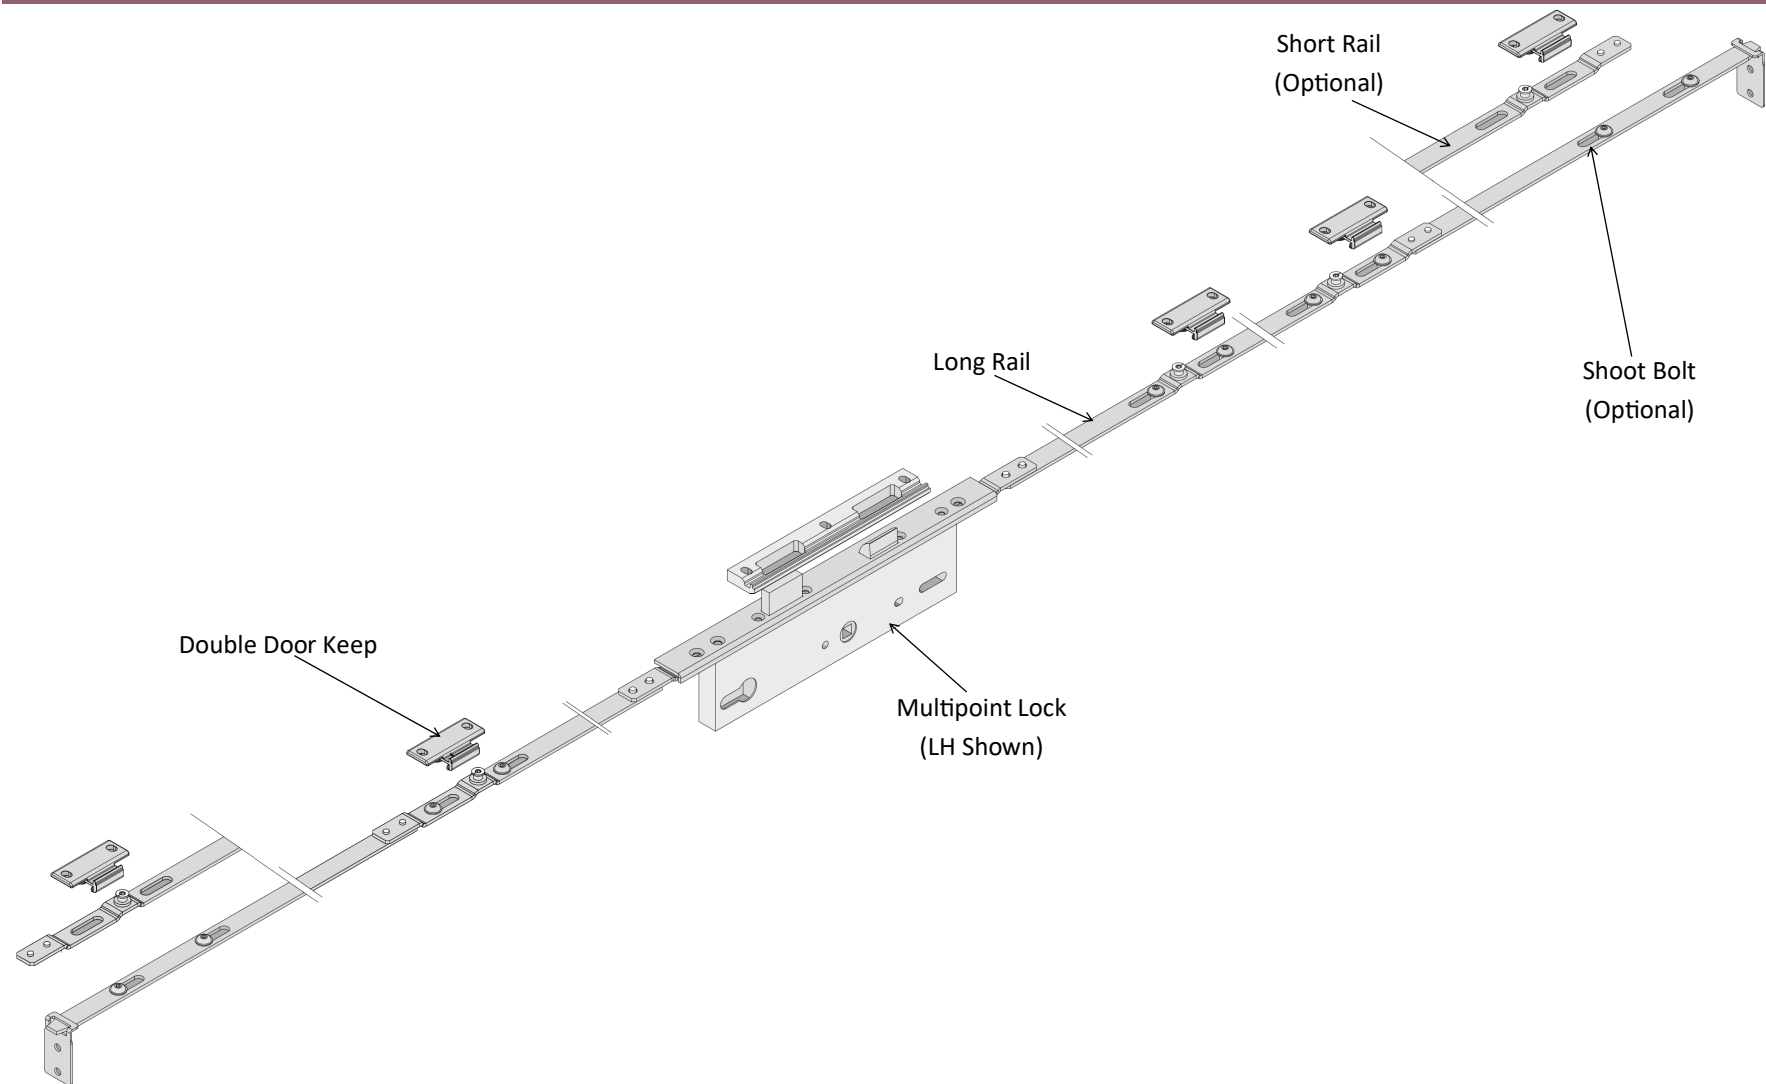 Short Rail
(Optional)
Long Rail
Shoot Bolt
(Optional)
Double Door Keep
Multipoint Lock
(LH Shown)